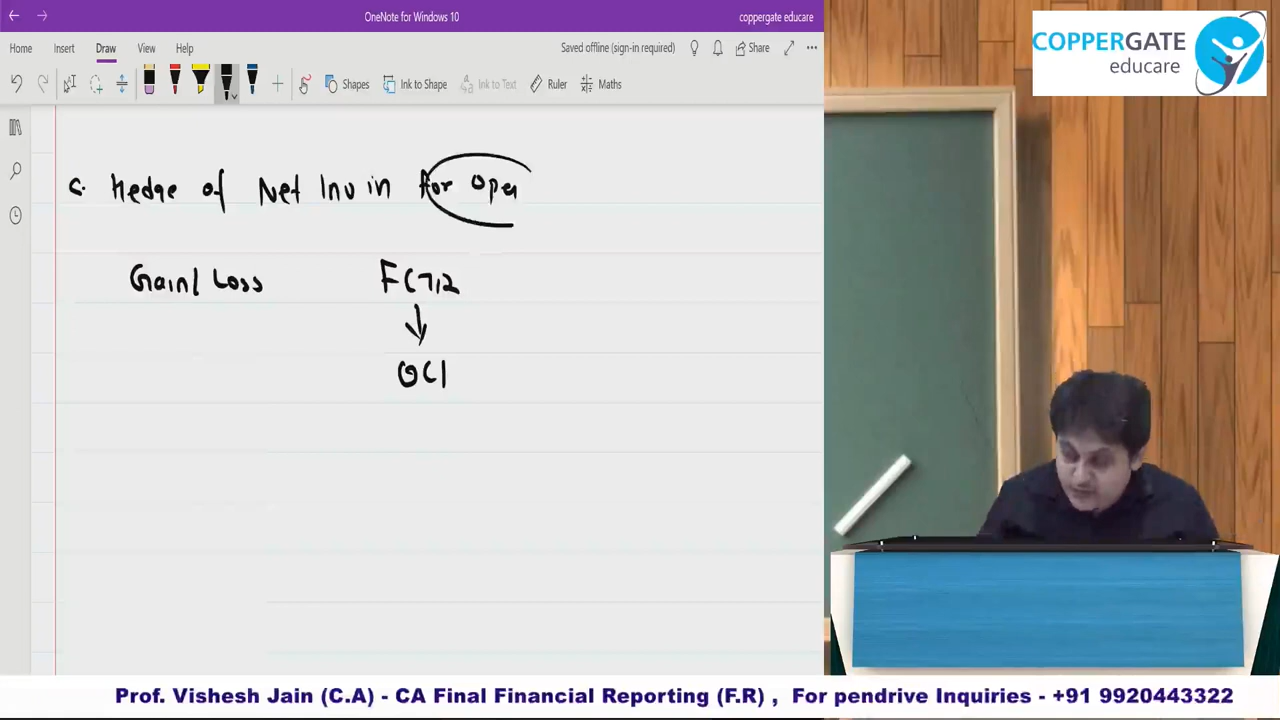 OneNote for Windows 10
coppergate educare
COPPERGATE
educare
Home Insert Draw View Help
Saved offline (sign-in required)
Share
Shapes
Ink to Shape
Ink to Text
Ruler
Maths
c. Hedge of Net Inv in For Open
Gain/Loss FCTR
OCI
Prof. Vishesh Jain (C.A) - CA Final Financial Reporting (F.R) , For pendrive Inquiries - +91 9920443322